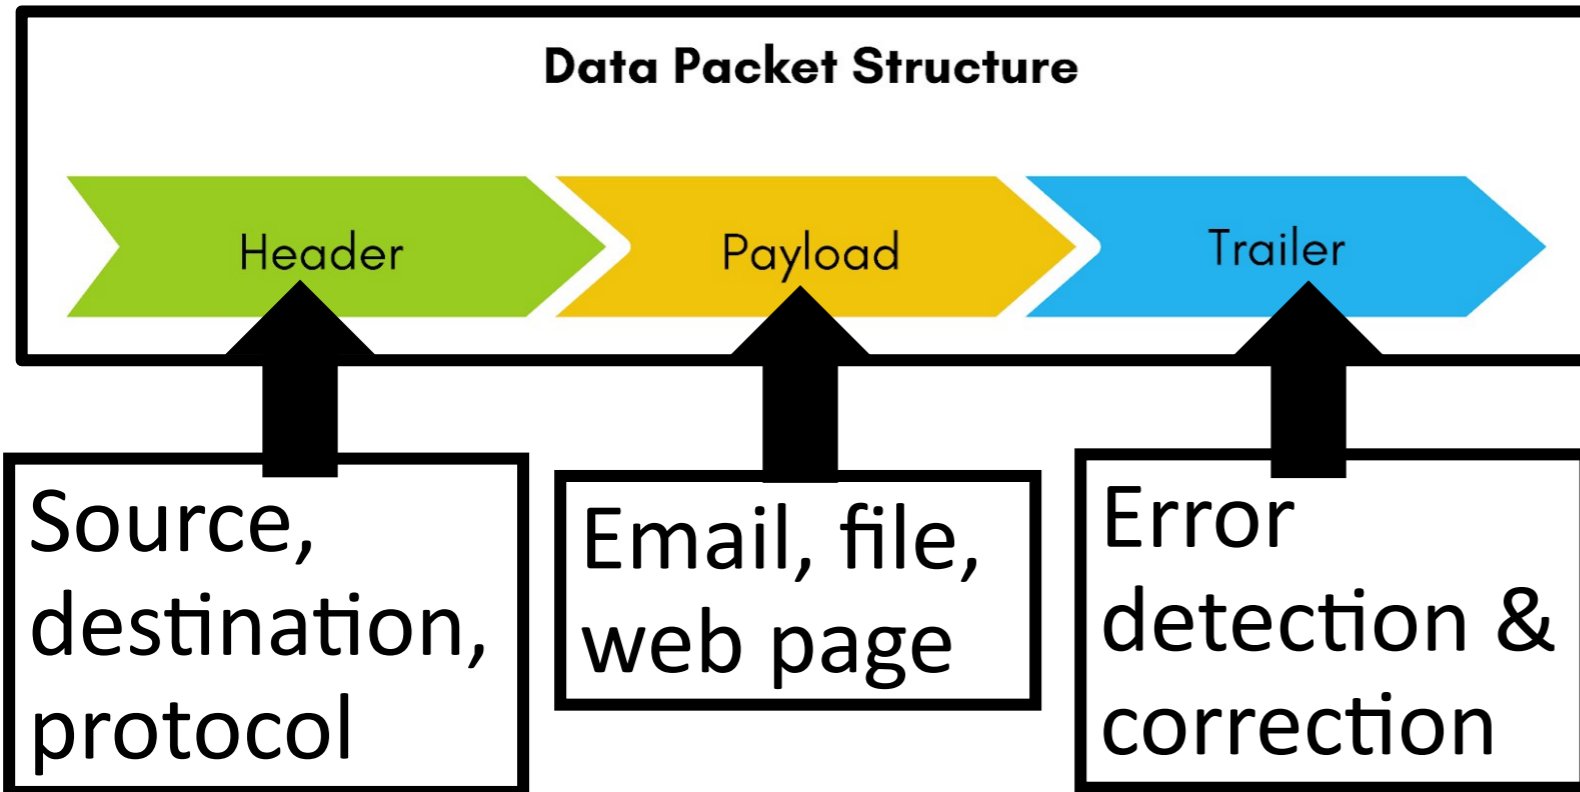 Data Packet Structure
Header
Payload
Trailer
Source,
destination,
protocol
Email, file,
web page
Error
detection &
correction